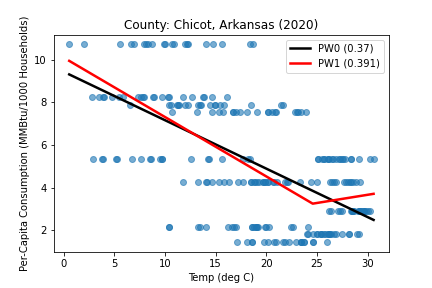 County: Chicot, Arkansas (2020)
PW0 (0.37)
PW1 (0.391)
Per-Capita Consumption (MMBtu/1000 Households)
10
8
6
4
2
0 5 10 15 20 25 30
Temp (deg C)